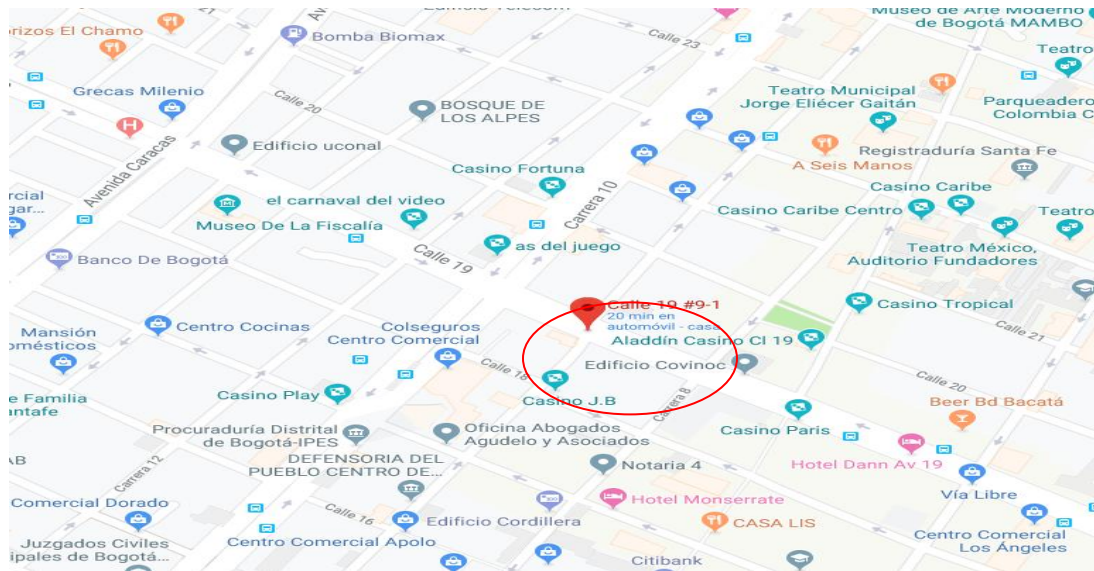 Museo de Arte Moderno
de Bogotá MAMBO
orizos El Chamo
Bomba Biomax
Calle 23
Teatro
Grecas Milenio
Calle 20
BOSQUE DE
LOS ALPES
Teatro Municipal
Jorge Eliécer Gaitán
Parqueadero
Colombia C
Edificio uconal
Avenida Caracas
A Seis Manos
Registraduría Santa Fe
Casino Fortuna
Casino Caribe
rcial
gar...
el carnaval del video
Carrera 10
Casino Caribe Centro
Teatro
Museo De La Fiscalía
as del juego
Teatro México,
Auditorio Fundadores
Banco De Bogotá
Calle 19
Calle 19 #9-1
20 min en
automóvil - casa
Casino Tropical
Calle 21
Mansión
omésticos
Centro Cocinas
Colseguros
Centro Comercial
Aladdín Casino Cl 19
Calle 18
Edificio Covinoc
Calle 20
e Familia
antafe
Casino Play
Casino J.B
Carrera 8
Beer Bd Bacatá
Procuraduría Distrital
de Bogotá-IPES
Oficina Abogados
Agudelo y Asociados
Casino Paris
AB
Carrera 12
DEFENSORIA DEL
PUEBLO CENTRO DE...
Notaria 4
Hotel Dann Av 19
Comercial Dorado
Calle 16
Hotel Monserrate
Vía Libre
Edificio Cordillera
CASA LIS
Juzgados Civiles
ipales de Bogotá...
Centro Comercial Apolo
Citibank
Centro Comercial
Los Ángeles